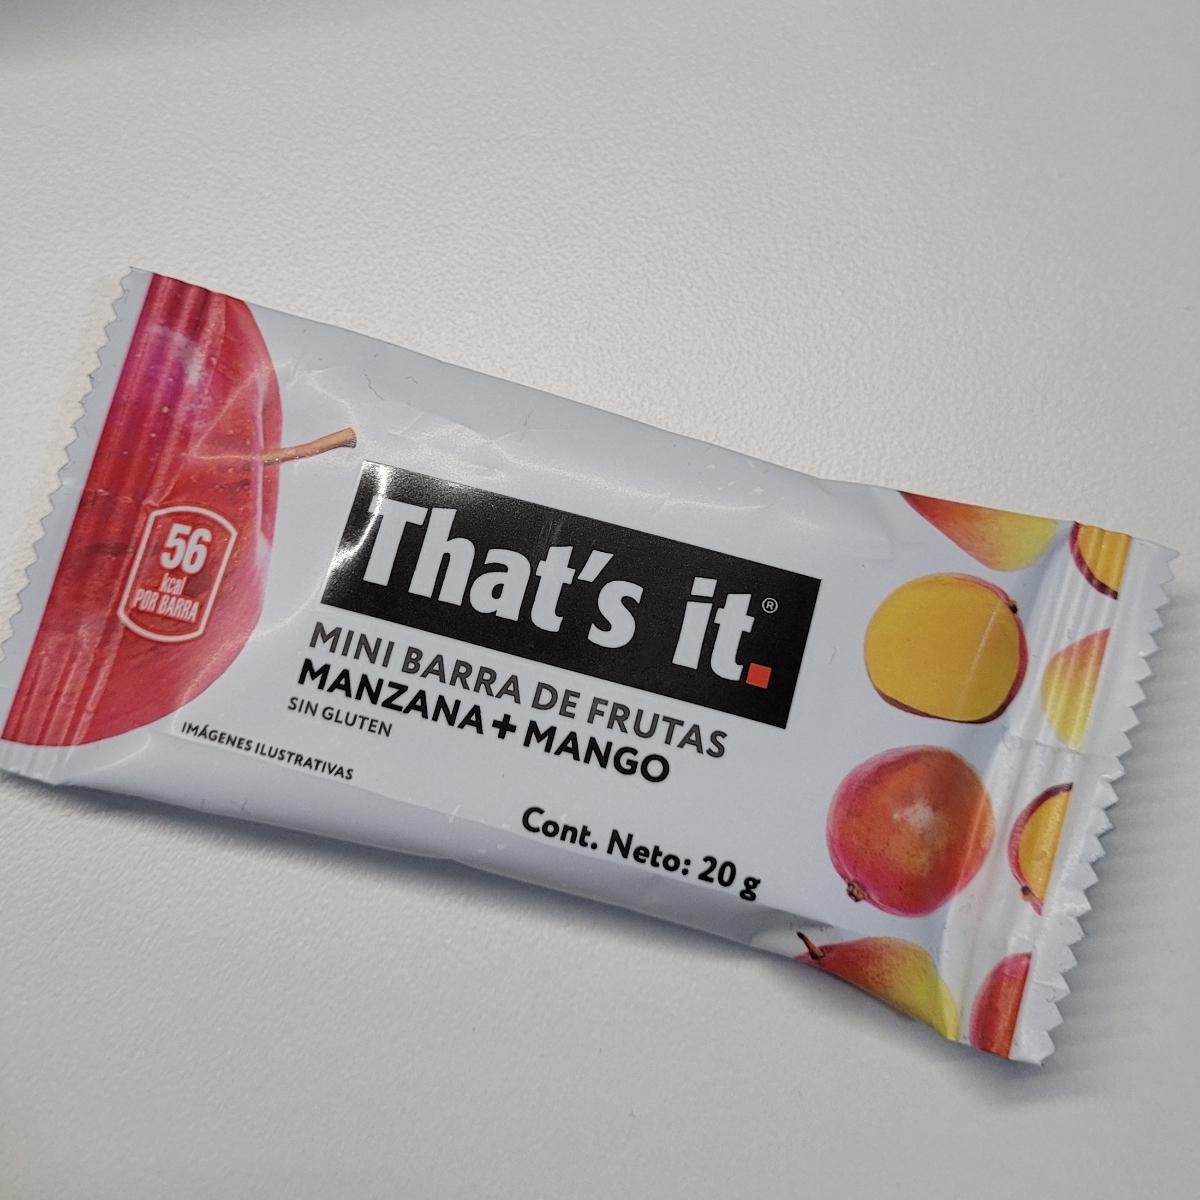 56
kcal
POR BARRA
That's it.®
MINI BARRA DE FRUTAS
MANZANA+MANGO
SIN GLUTEN
IMÁGENES ILUSTRATIVAS
Cont. Neto: 20 g